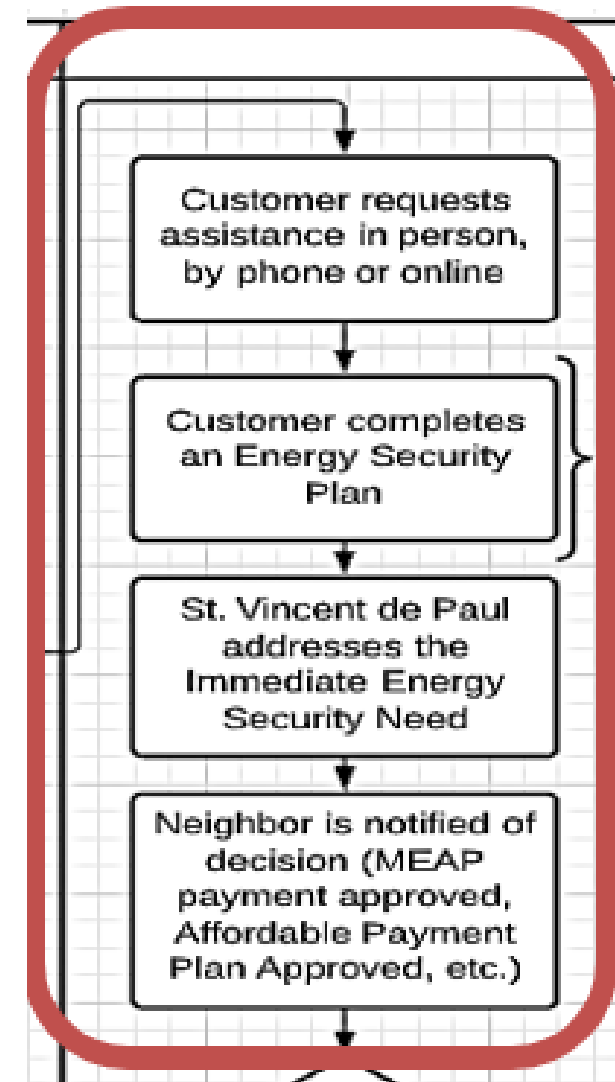 Customer requests
assistance in person,
by phone or online
Customer completes
an Energy Security
Plan
St. Vincent de Paul
addresses the
Immediate Energy
Security Need
Neighbor is notified of
decision (MEAP
payment approved,
Affordable Payment
Plan Approved, etc.)